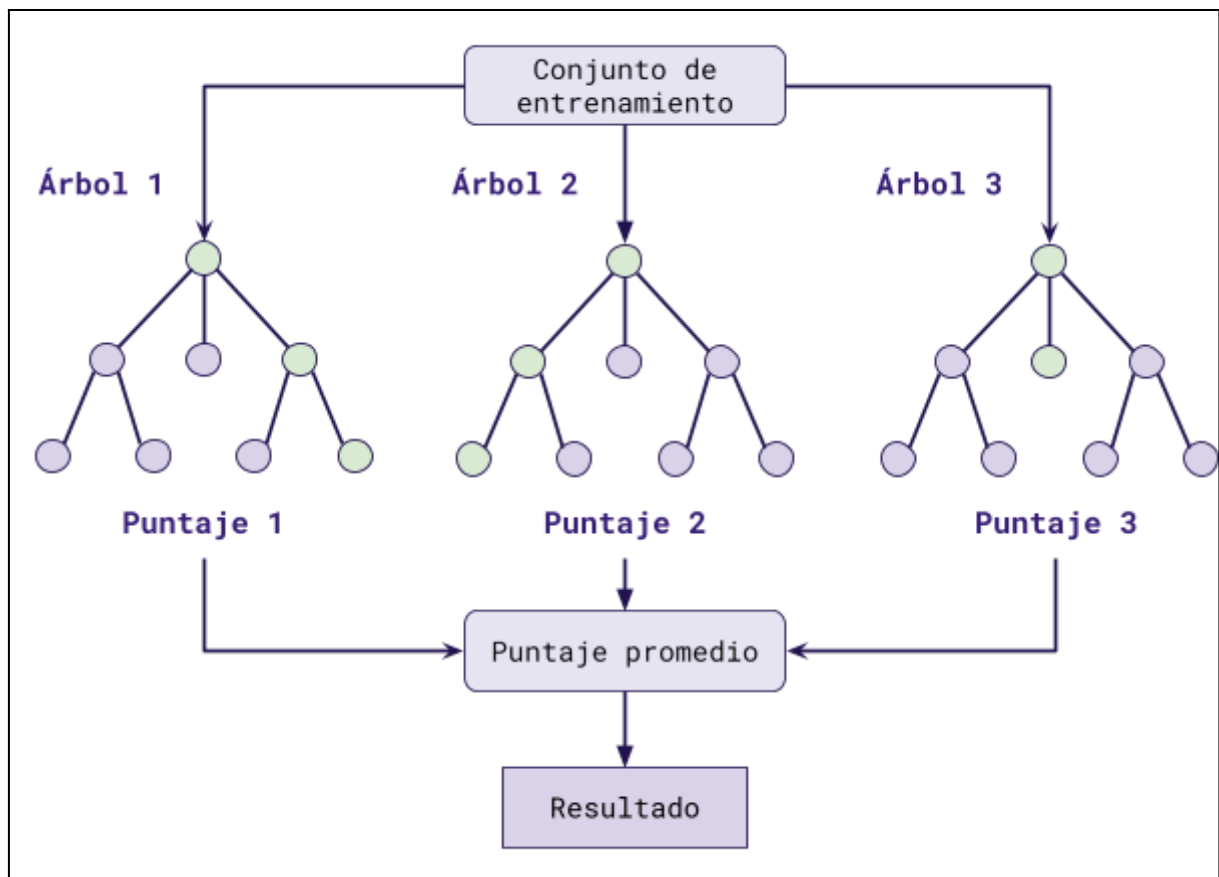 Conjunto de
entrenamiento
Árbol 1
Árbol 2
Árbol 3
Puntaje 1
Puntaje 2
Puntaje 3
Puntaje promedio
Resultado